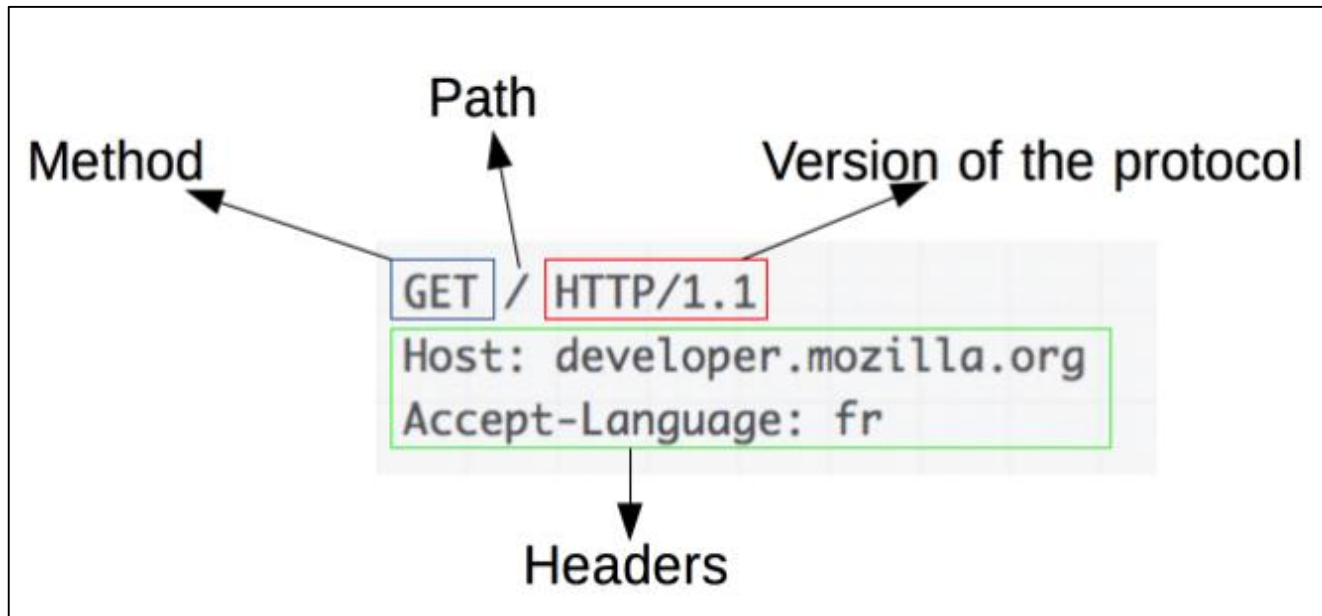 Path
Method
Version of the protocol
GET / HTTP/1.1
Host: developer.mozilla.org
Accept-Language: fr
Headers